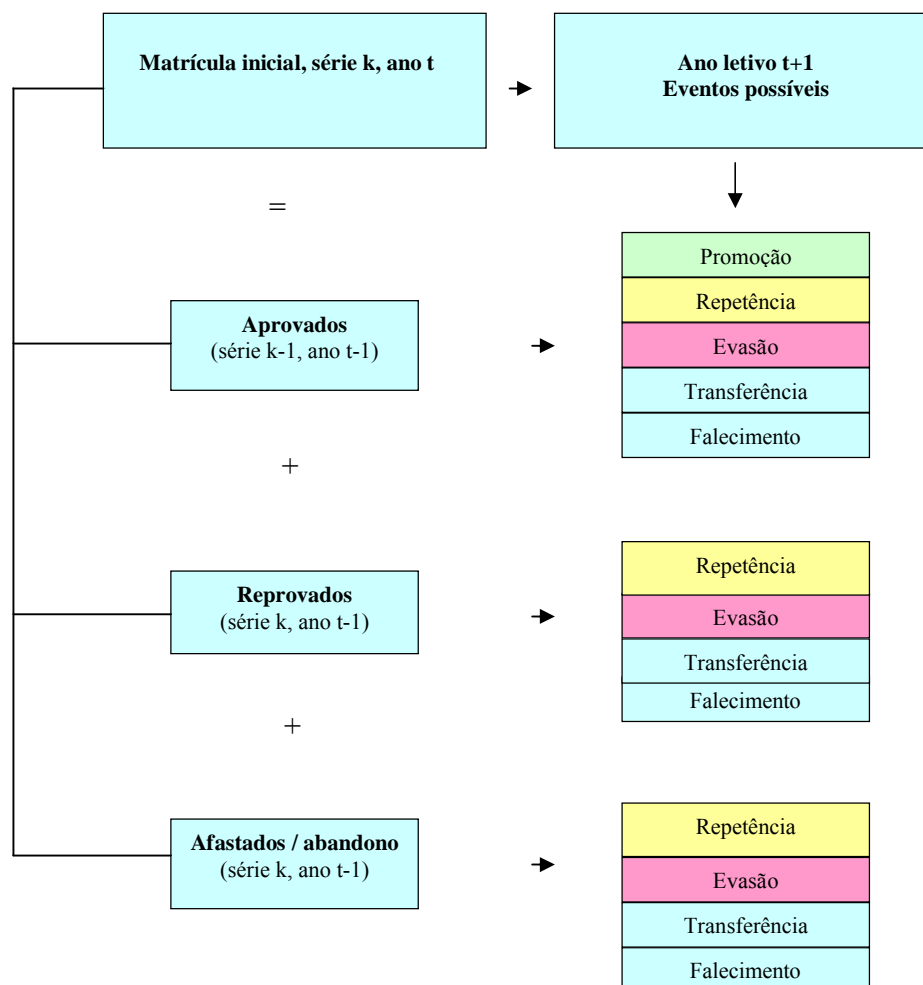 Matrícula inicial, série k, ano t
Ano letivo t+1
Eventos possíveis
=
Promoção
Repetência
Evasão
Transferência
Falecimento
Aprovados
(série k-1, ano t-1)
+
Reprovados
(série k, ano t-1)
Repetência
Evasão
Transferência
Falecimento
+
Afastados / abandono
(série k, ano t-1)
Repetência
Evasão
Transferência
Falecimento